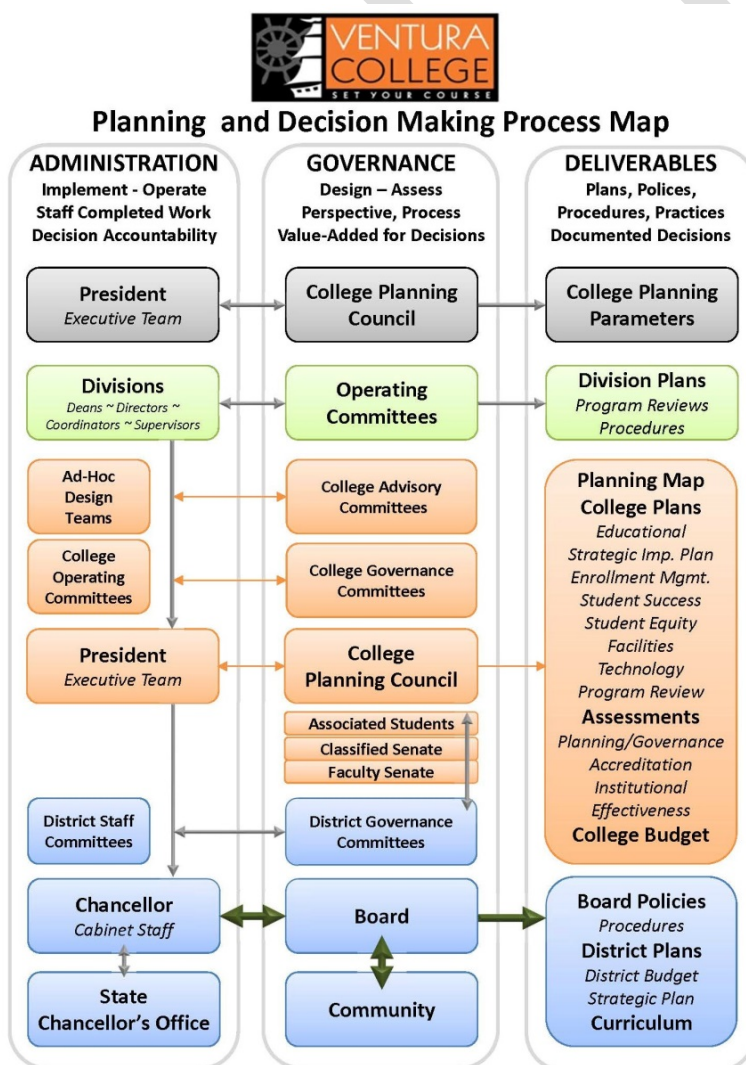 VENTURA
COLLEGE
SET YOUR COURSE
Planning and Decision Making Process Map
ADMINISTRATION
Implement - Operate
Staff Completed Work
Decision Accountability
President
Executive Team
Divisions
Deans ~ Directors ~
Coordinators ~ Supervisors
Ad-Hoc
Design
Teams
College
Operating
Committees
President
Executive Team
District Staff
Committees
Chancellor
Cabinet Staff
State
Chancellor's Office
GOVERNANCE
Design – Assess
Perspective, Process
Value-Added for Decisions
College Planning
Council
Operating
Committees
College Advisory
Committees
College Governance
Committees
College
Planning Council
Associated Students
Classified Senate
Faculty Senate
District Governance
Committees
Board
Community
DELIVERABLES
Plans, Polices,
Procedures, Practices
Documented Decisions
College Planning
Parameters
Division Plans
Program Reviews
Procedures
Planning Map
College Plans
Educational
Strategic Imp. Plan
Enrollment Mgmt.
Student Success
Student Equity
Facilities
Technology
Program Review
Assessments
Planning/Governance
Accreditation
Institutional
Effectiveness
College Budget
Board Policies
Procedures
District Plans
District Budget
Strategic Plan
Curriculum